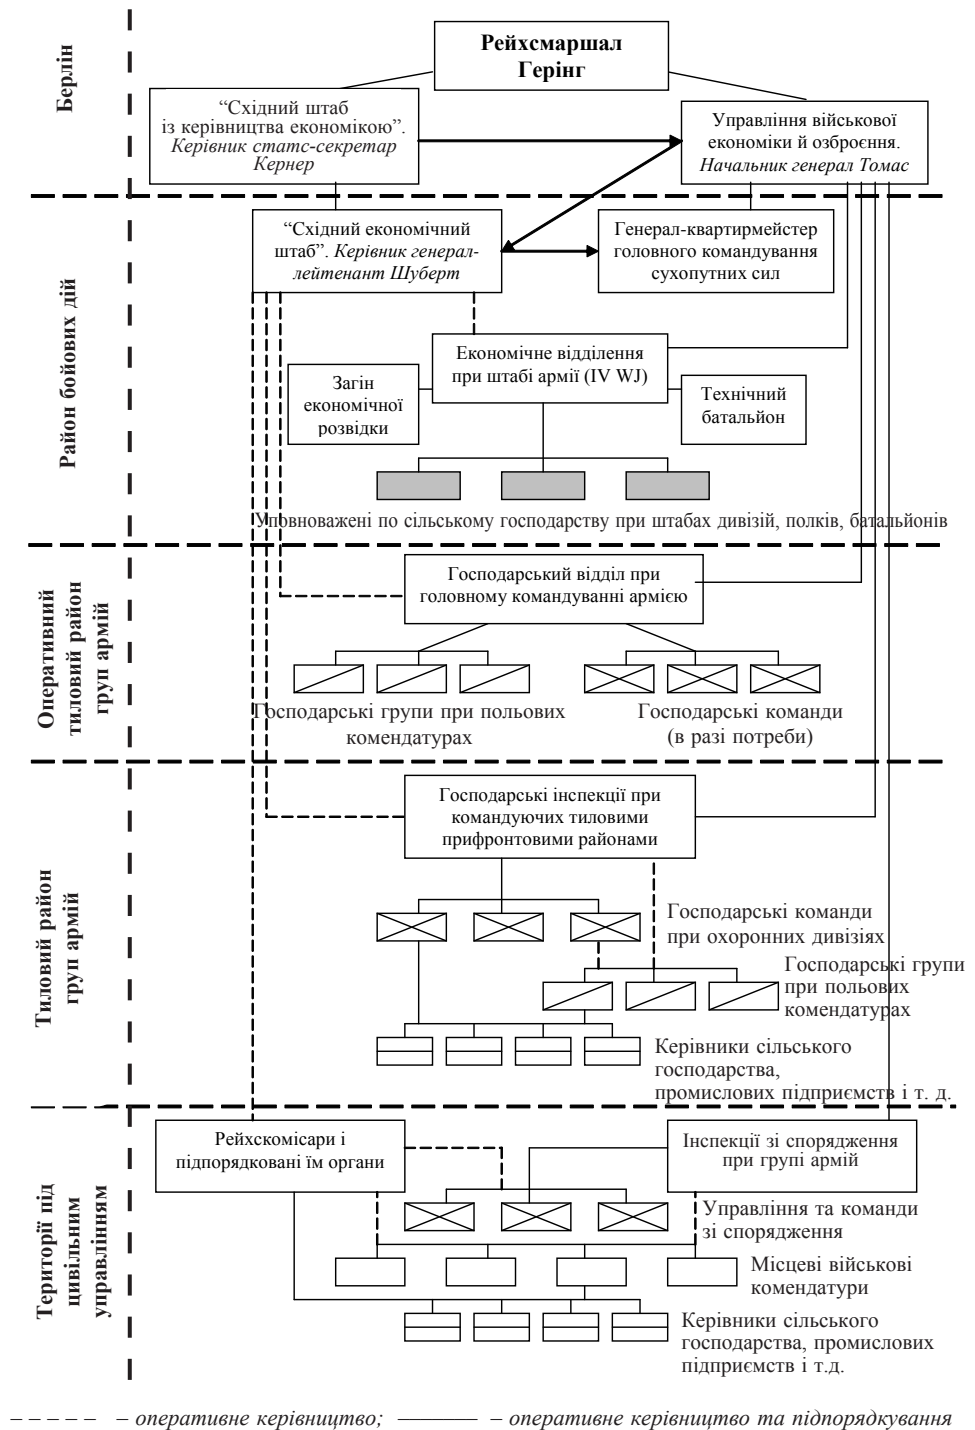 Берлін
Рейхсмаршал
Герінг
“Східний штаб
із керівництва економікою”.
Керівник статс-секретар
Кернер
Управління військової
економіки й озброєння.
Начальник генерал Томас
Район бойових дій
“Східний економічний
штаб”. Керівник генерал-
лейтенант Шуберт
Генерал-квартирмейстер
головного командування
сухопутних сил
Економічне відділення
при штабі армії (IV WJ)
Загін
економічної
розвідки
Технічний
батальйон
Уповноважені по сільському господарству при штабах дивізій, полків, батальйонів
Оперативний
тиловий район
груп армій
Господарський відділ при
головному командуванні армією
Господарські групи при польових
комендатурах
Господарські команди
(в разі потреби)
Тиловий район
груп армій
Господарські інспекції при
командуючих тиловими
прифронтовими районами
Господарські команди
при охоронних дивізіях
Господарські групи
при польових
комендатурах
Керівники сільського
господарства,
промислових підприємств і т. д.
Території під
цивільним
управлінням
Рейхскомісари і
підпорядковані їм органи
Інспекції зі спорядження
при групі армій
Управління та команди
зі спорядження
Місцеві військові
комендатури
Керівники сільського
господарства, промислових
підприємств і т.д.
– – – – – – оперативне керівництво; ——— – оперативне керівництво та підпорядкування